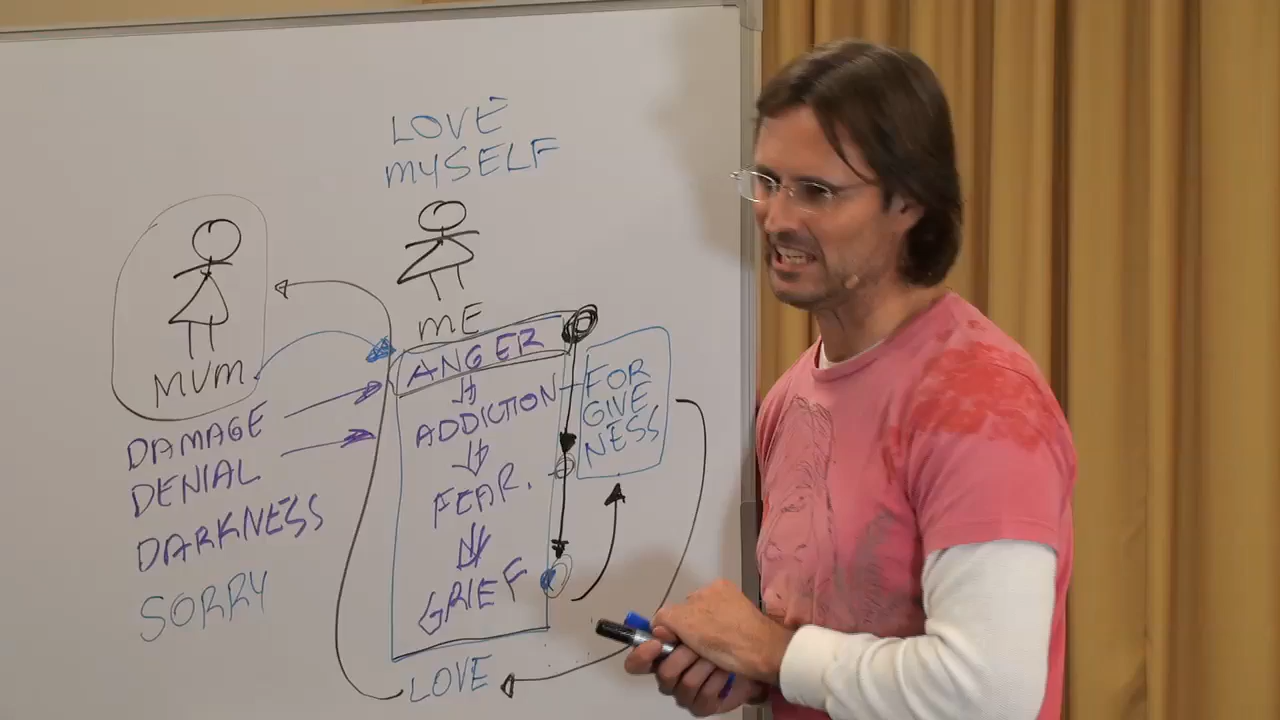 LOVE
MYSELF
MUM
ME
DAMAGE
DENIAL
DARKNESS
SORRY
ANGER
ADDICTION
FEAR.
GRIEF
FOR
GIVE
NESS
LOVE